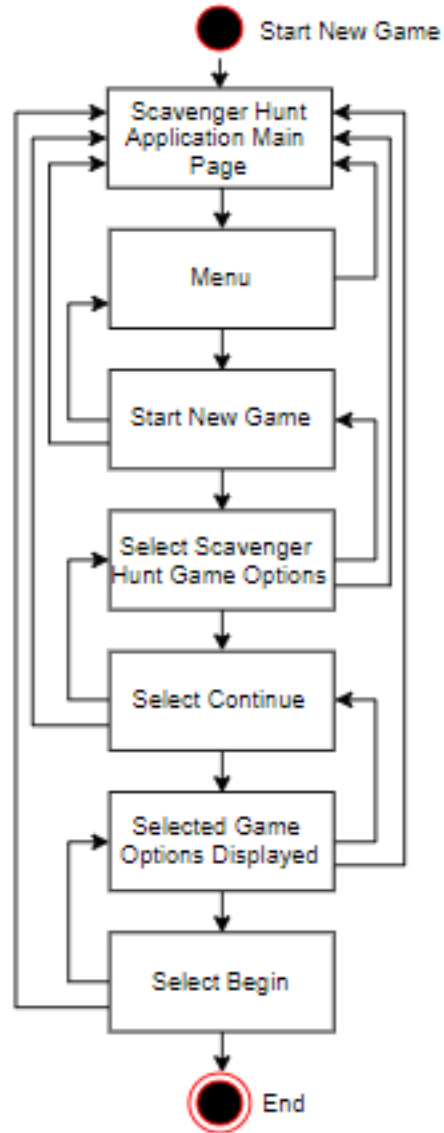 Start New Game
Scavenger Hunt
Application Main
Page
Menu
Start New Game
Select Scavenger
Hunt Game Options
Select Continue
Selected Game
Options Displayed
Select Begin
End